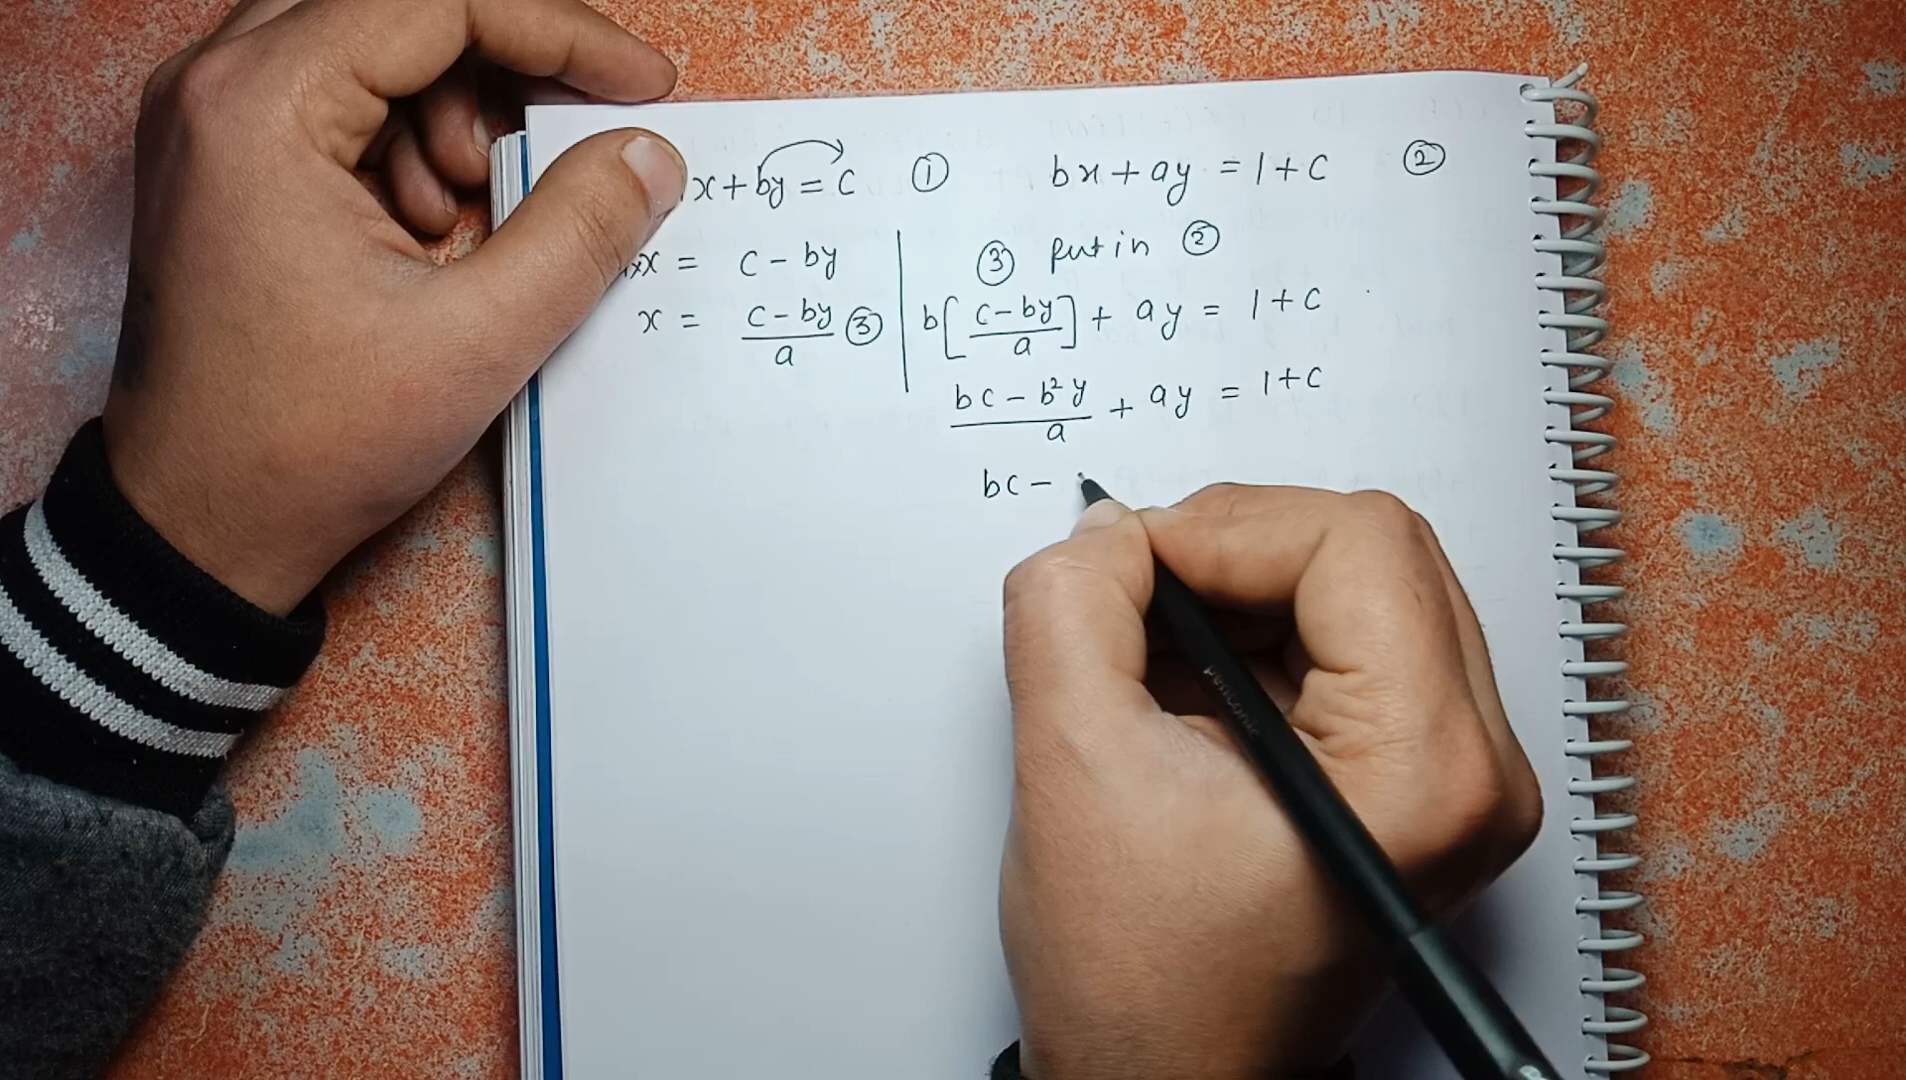 x + by = c ① bx + ay = 1 + c ②
x = c - by
x = c - by / a ③
③ Put in ②
b[c - by / a] + ay = 1 + c
bc - b²y / a + ay = 1 + c
bc -
pentonic